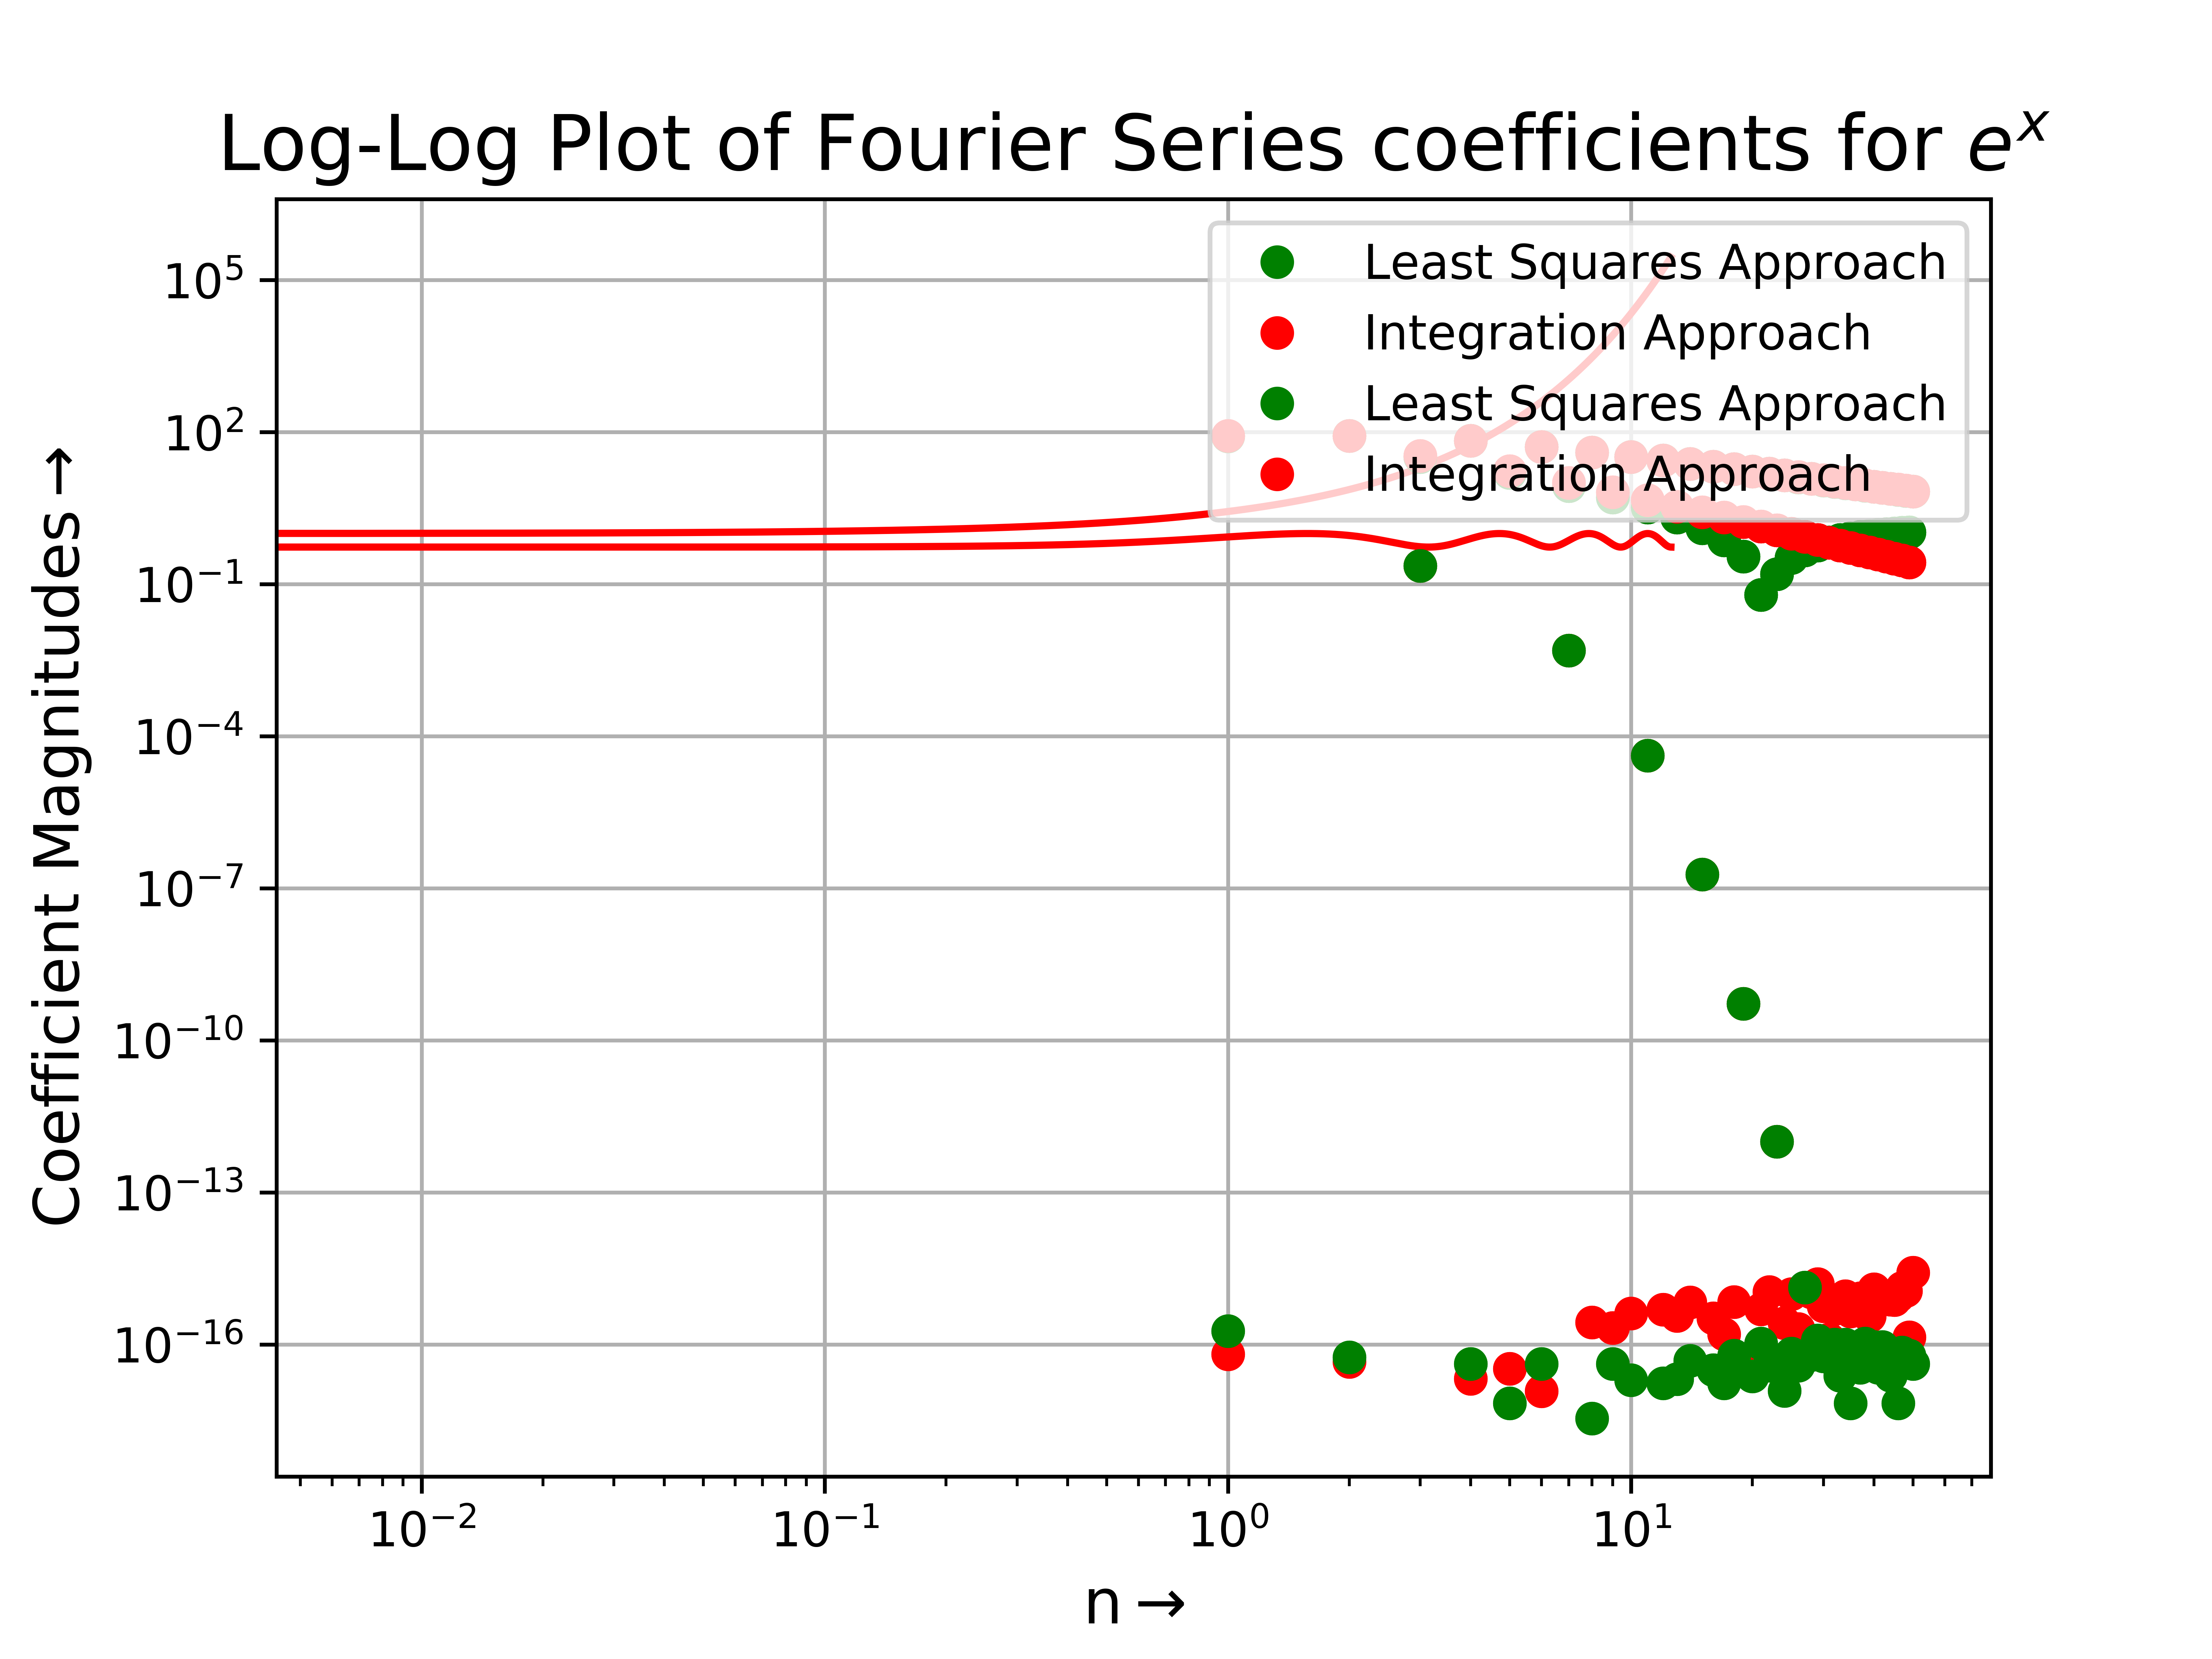 Log-Log Plot of Fourier Series coefficients for e^x
Coefficient Magnitudes→
10^5
10^2
10^−1
10^−4
10^−7
10^−10
10^−13
10^−16
Least Squares Approach
Integration Approach
Least Squares Approach
Integration Approach
10^−2 10^−1 10^0 10^1
n→